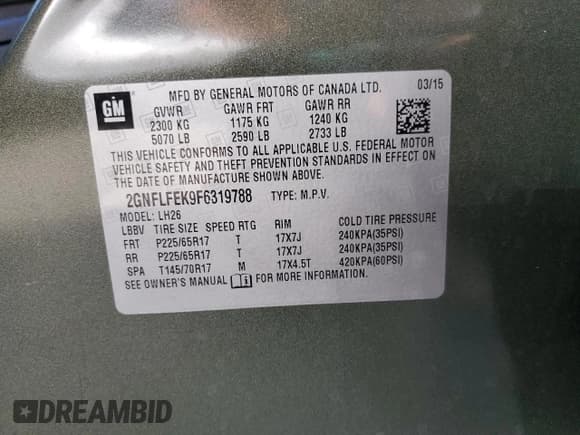 GM
MFD BY GENERAL MOTORS OF CANADA LTD. 03/15
GVWR GAWR FRT GAWR RR
2300 KG 1175 KG 1240 KG
5070 LB 2590 LB 2733 LB
THIS VEHICLE CONFORMS TO ALL APPLICABLE U.S. FEDERAL MOTOR
VEHICLE SAFETY AND THEFT PREVENTION STANDARDS IN EFFECT ON
THE DATE OF MANUFACTURE SHOWN ABOVE.
2GNFLFEK9F6319788 TYPE: M.P.V.
MODEL: LH26
LBBV TIRE SIZE SPEED RTG RIM COLD TIRE PRESSURE
FRT P225/65R17 T 17X7J 240KPA(35PSI)
RR P225/65R17 T 17X7J 240KPA(35PSI)
SPA T145/70R17 M 17X4.5T 420KPA(60PSI)
SEE OWNER'S MANUAL FOR MORE INFORMATION.
DREAMBID